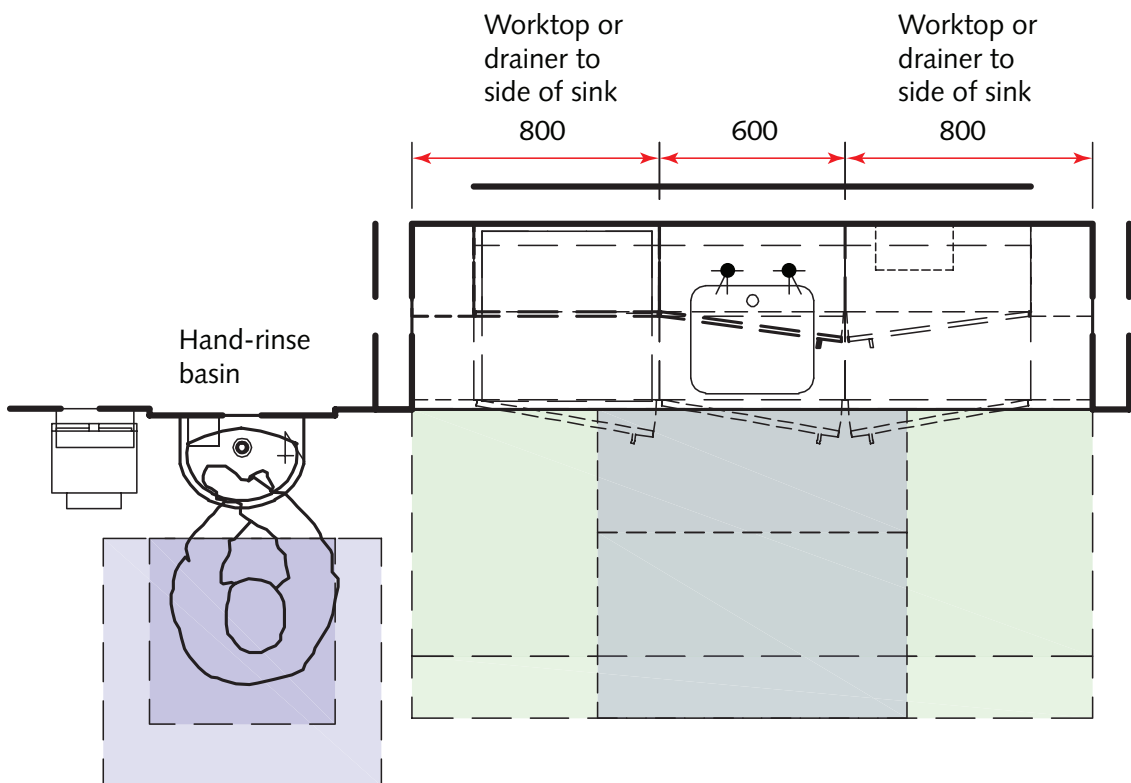 Worktop or
drainer to
side of sink
800
600
Worktop or
drainer to
side of sink
800
Hand-rinse
basin